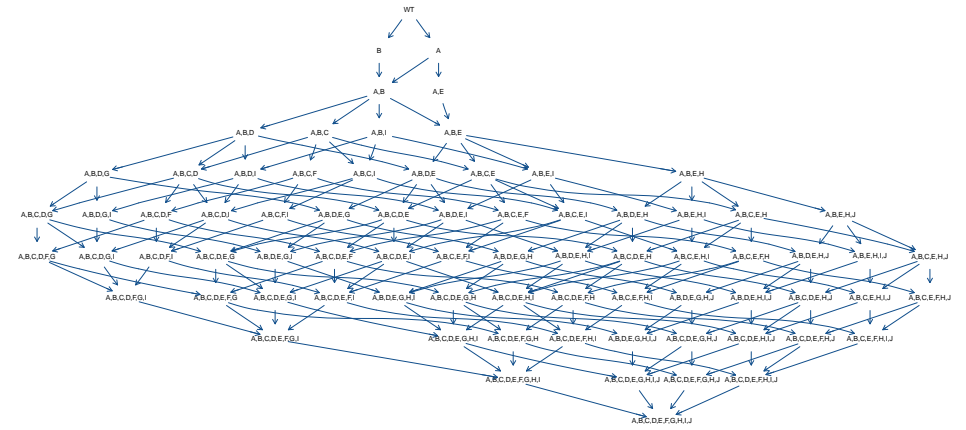 WT
B A
A,B A,E
A,B,D A,B,C A,B,I A,B,E
A,B,D,G A,B,C,D A,B,D,I A,B,C,F A,B,C,I A,B,D,E A,B,C,E A,B,E,I A,B,E,H
A,B,C,D,G A,B,D,G,I A,B,C,D,F A,B,C,D,I A,B,C,F,I A,B,D,E,G A,B,C,D,E A,B,D,E,I A,B,C,E,F A,B,C,E,I A,B,D,E,H A,B,E,H,I A,B,C,E,H A,B,E,H,J
A,B,C,D,F,G A,B,C,D,G,I A,B,C,D,F,I A,B,C,D,E,G A,B,D,E,G,I A,B,C,D,E,F A,B,C,D,E,I A,B,C,E,F,I A,B,D,E,G,H A,B,D,E,H,I A,B,C,D,E,H A,B,C,E,H,I A,B,C,E,F,H A,B,D,E,H,J A,B,E,H,I,J A,B,C,E,H,J
A,B,C,D,F,G,I A,B,C,D,E,F,G A,B,C,D,E,G,I A,B,C,D,E,F,I A,B,D,E,G,H,I A,B,C,D,E,G,H A,B,C,D,E,H,I A,B,C,D,E,F,H A,B,C,E,F,H,I A,B,D,E,G,H,J A,B,D,E,H,I,J A,B,C,D,E,H,J A,B,C,E,H,I,J A,B,C,E,F,H,J
A,B,C,D,E,F,G,I A,B,C,D,E,G,H,I A,B,C,D,E,F,G,H A,B,C,D,E,F,H,I A,B,D,E,G,H,I,J A,B,C,D,E,G,H,J A,B,C,D,E,H,I,J A,B,C,D,E,F,H,J A,B,C,E,F,H,I,J
A,B,C,D,E,F,G,H,I A,B,C,D,E,G,H,I,J A,B,C,D,E,F,G,H,J A,B,C,D,E,F,H,I,J
A,B,C,D,E,F,G,H,I,J